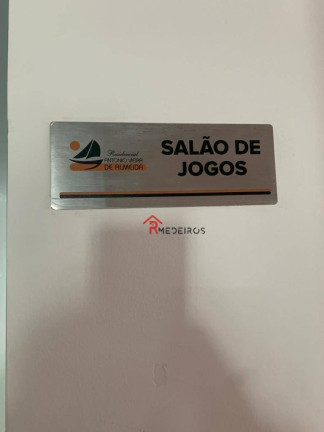 Residencial
ANTONIO VIEIRA
DE ALMEIDA
SALÃO DE
JOGOS
RMEDEIROS